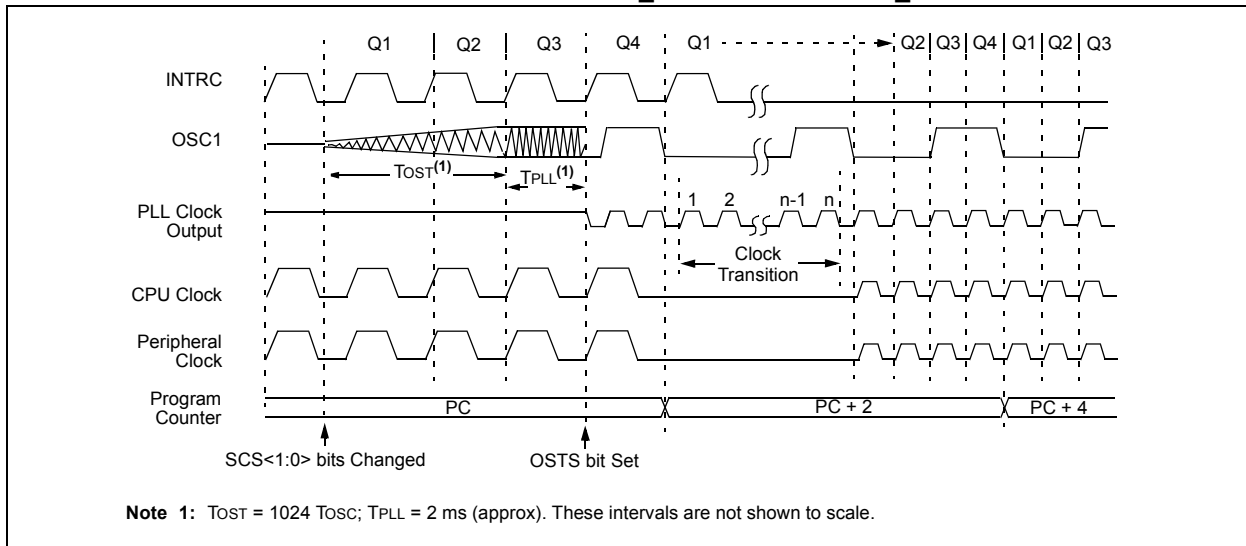 Q1 Q2 Q3 Q4 Q1 Q2 Q3 Q4 Q1 Q2 Q3
INTRC
OSC1
TOST(1) TPLL(1)
PLL Clock
Output
1 2 n-1 n
Clock
Transition
CPU Clock
Peripheral
Clock
Program
Counter
PC PC + 2 PC + 4
SCS<1:0> bits Changed OSTS bit Set
Note 1: TOST = 1024 TOSC; TPLL = 2 ms (approx). These intervals are not shown to scale.